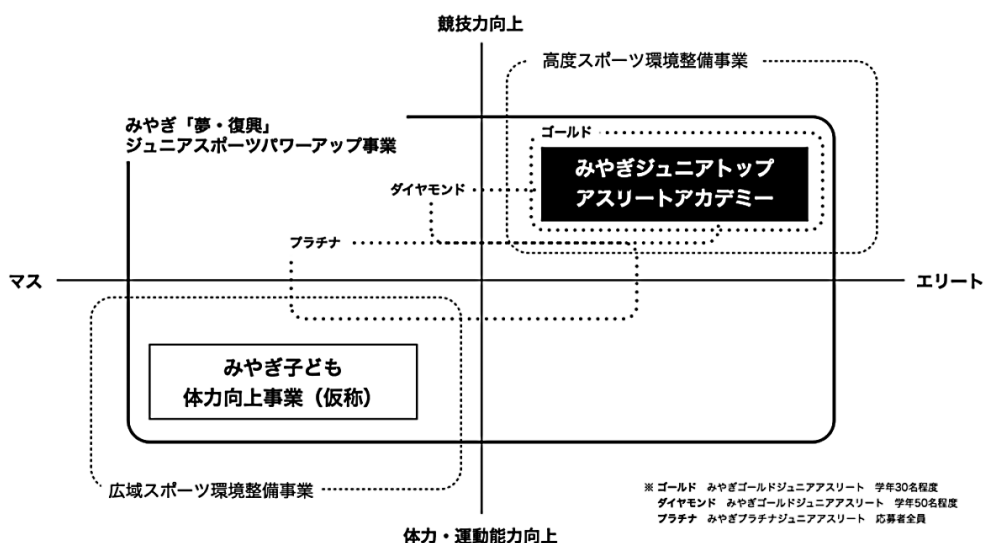 競技力向上
高度スポーツ環境整備事業
みやぎ「夢・復興」
ジュニアスポーツパワーアップ事業
ゴールド
みやぎジュニアトップ
アスリートアカデミー
ダイヤモンド
プラチナ
マス
エリート
みやぎ子ども
体力向上事業（仮称）
広域スポーツ環境整備事業
※ ゴールド　みやぎゴールドジュニアアスリート　学年30名程度
ダイヤモンド　みやぎゴールドジュニアアスリート　学年50名程度
プラチナ　みやぎプラチナジュニアアスリート　応募者全員
体力・運動能力向上